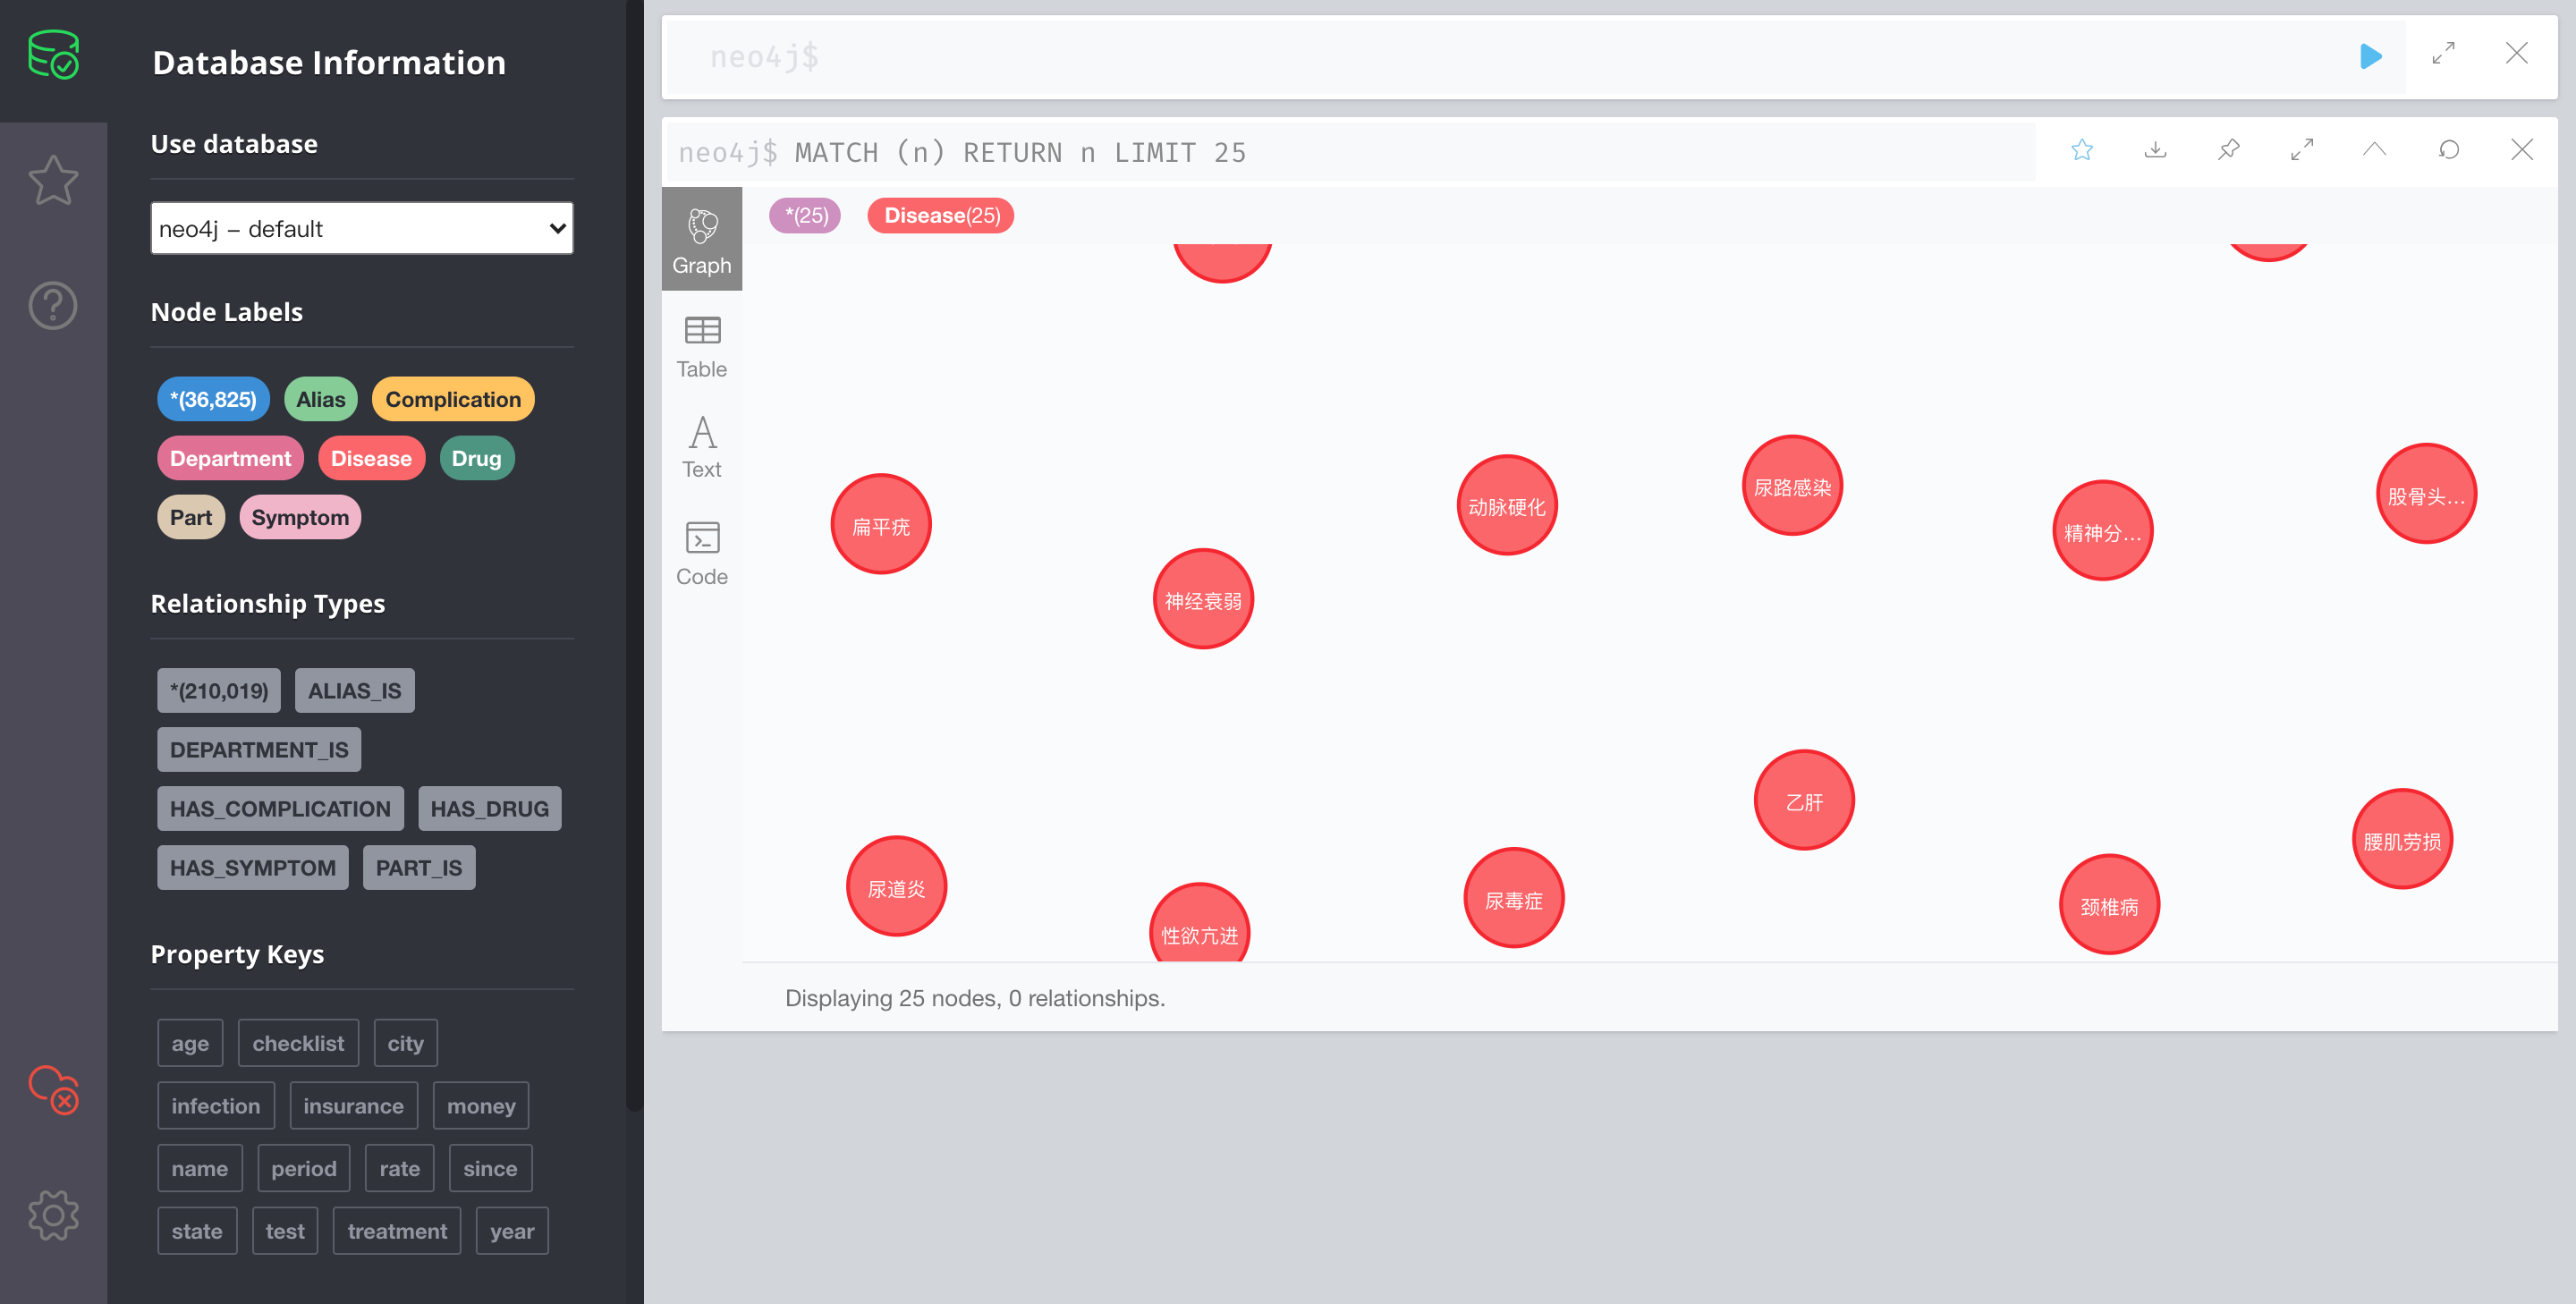 Database Information
Use database
neo4j – default
Node Labels
*(36,825) Alias Complication
Department Disease Drug
Part Symptom
Relationship Types
*(210,019) ALIAS_IS
DEPARTMENT_IS
HAS_COMPLICATION HAS_DRUG
HAS_SYMPTOM PART_IS
Property Keys
age checklist city
infection insurance money
name period rate since
state test treatment year
neo4j$
neo4j$ MATCH (n) RETURN n LIMIT 25
Graph
Table
Text
Code
*(25) Disease(25)
尿路感染
股骨头...
动脉硬化
扁平疣
精神分...
神经衰弱
乙肝
腰肌劳损
尿道炎
尿毒症
颈椎病
性欲亢进
Displaying 25 nodes, 0 relationships.